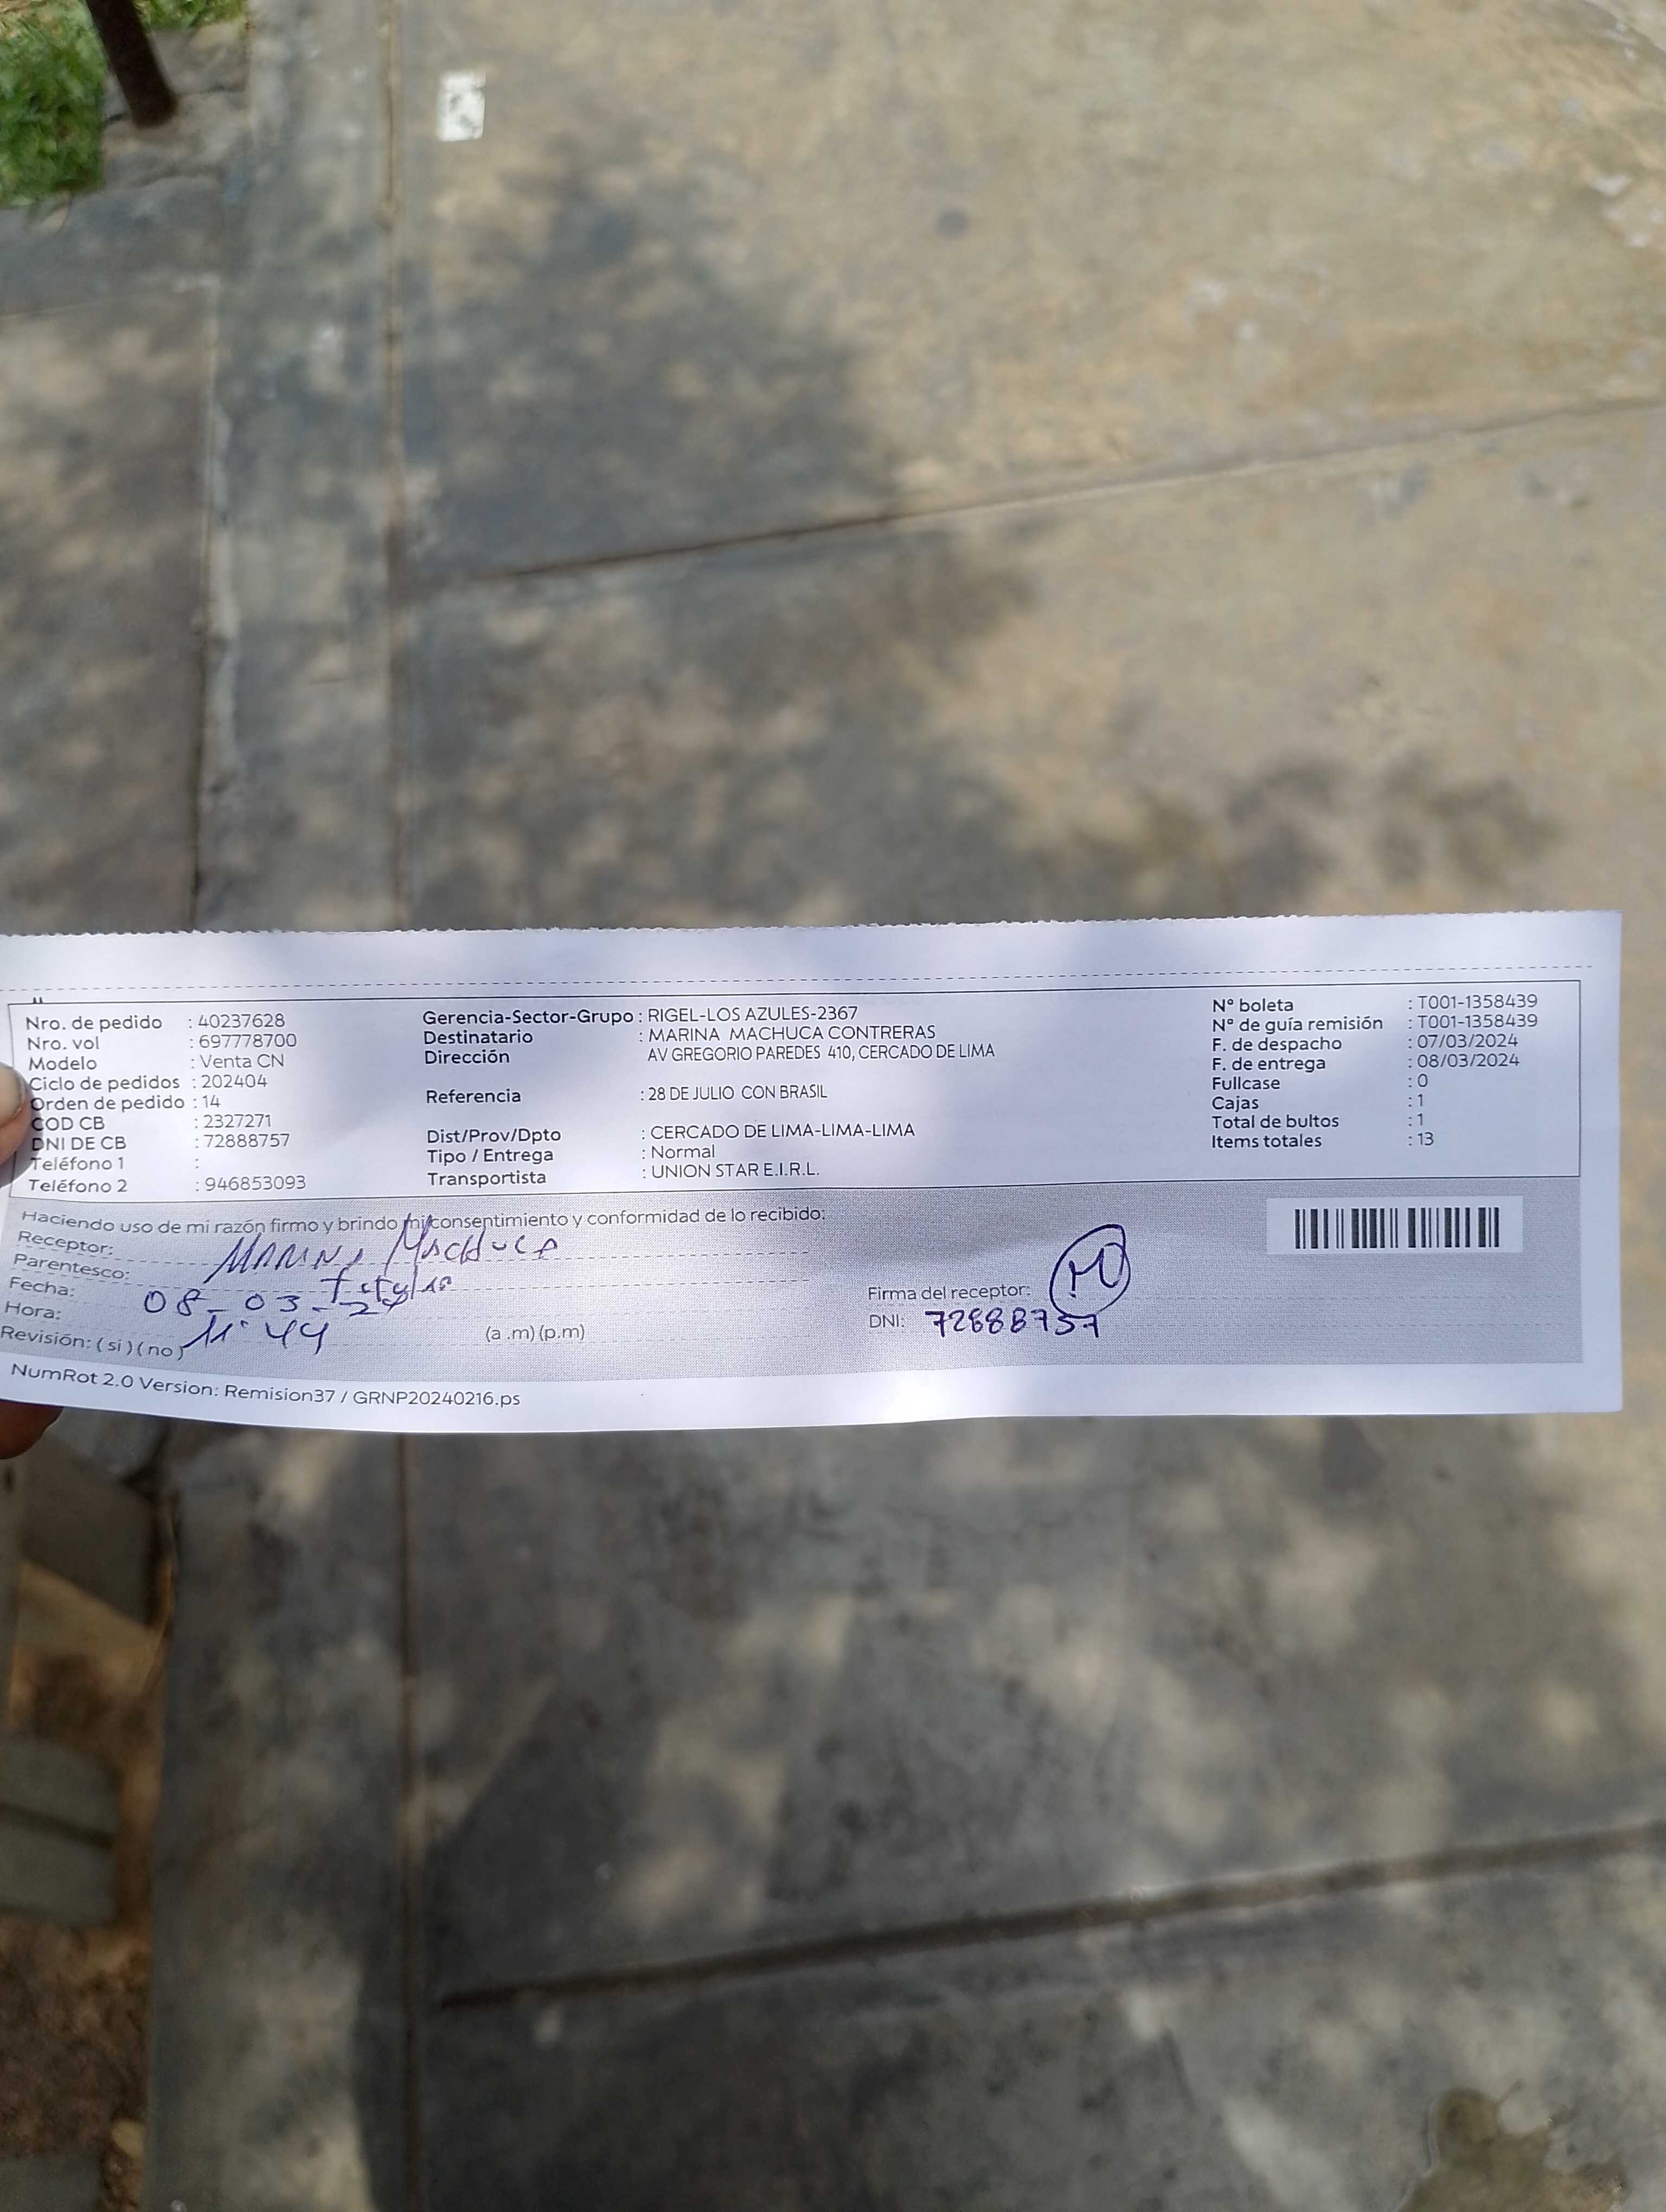 Nro. de pedido : 40237628
Nro. vol : 697778700
Modelo : Venta CN
Ciclo de pedidos : 202404
Orden de pedido : 14
COD CB : 2327271
DNI DE CB : 72888757
Teléfono 1 :
Teléfono 2 : 946853093
Gerencia-Sector-Grupo : RIGEL-LOS AZULES-2367
Destinatario : MARINA MACHUCA CONTRERAS
Dirección AV GREGORIO PAREDES 410, CERCADO DE LIMA
Referencia : 28 DE JULIO CON BRASIL
Dist/Prov/Dpto : CERCADO DE LIMA-LIMA-LIMA
Tipo / Entrega : Normal
Transportista : UNION STAR E.I.R.L.
N° boleta : T001-1358439
N° de guía remisión : T001-1358439
F. de despacho : 07/03/2024
F. de entrega : 08/03/2024
Fullcase : 0
Cajas : 1
Total de bultos : 1
Items totales : 13
Haciendo uso de mi razón firmo y brindo mi consentimiento y conformidad de lo recibido:
Receptor: MARINA MACHUCA
Parentesco: titular
Fecha: 08-03-24
Hora: 11:44 (a .m) (p.m)
Revisión: ( si ) ( no )
Firma del receptor:
DNI: 72888757
NumRot 2.0 Version: Remision37 / GRNP20240216.ps